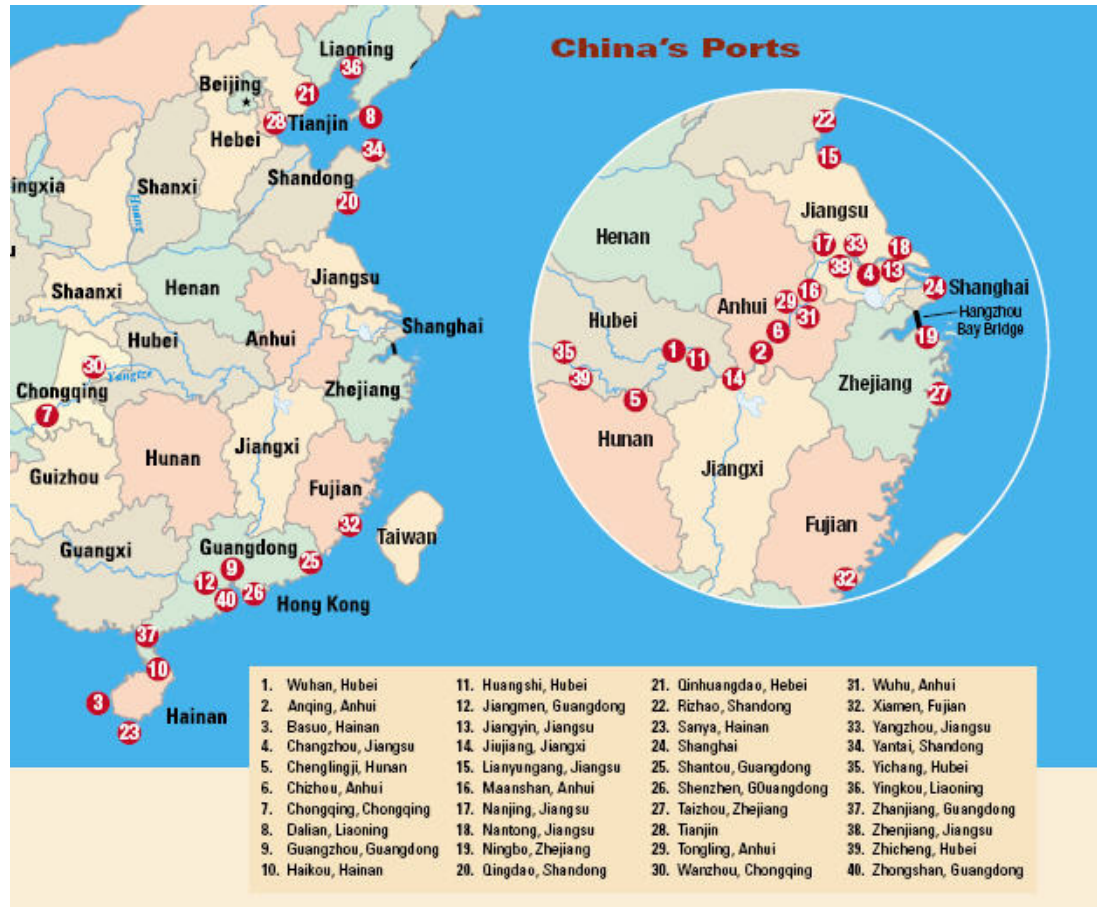 China's Ports
Liaoning
36
Beijing
21
28
Tianjin
8
Hebei
34
ingxia
Shanxi
Shandong
Huang
20
u
Jiangsu
Shaanxi
Henan
Anhui
Shanghai
Hubei
30
Yangtze
Chongqing
7
Zhejiang
Hunan
Jiangxi
Guizhou
Fujian
32
Taiwan
Guangxi
Guangdong
9
25
12
40
26
Hong Kong
37
10
3
Hainan
23
22
15
Jiangsu
Henan
17
33
18
38
4
13
Shanghai
24
16
29
Anhui
31
Hangzhou
Bay Bridge
Hubei
6
19
35
1
11
2
39
14
Zhejiang
5
27
Hunan
Jiangxi
Fujian
32
1. Wuhan, Hubei
2. Anqing, Anhui
3. Basuo, Hainan
4. Changzhou, Jiangsu
5. Chenglingji, Hunan
6. Chizhou, Anhui
7. Chongqing, Chongqing
8. Dalian, Liaoning
9. Guangzhou, Guangdong
10. Haikou, Hainan
11. Huangshi, Hubei
12. Jiangmen, Guangdong
13. Jiangyin, Jiangsu
14. Jiujiang, Jiangxi
15. Lianyungang, Jiangsu
16. Maanshan, Anhui
17. Nanjing, Jiangsu
18. Nantong, Jiangsu
19. Ningbo, Zhejiang
20. Qingdao, Shandong
21. Qinhuangdao, Hebei
22. Rizhao, Shandong
23. Sanya, Hainan
24. Shanghai
25. Shantou, Guangdong
26. Shenzhen, G0uangdong
27. Taizhou, Zhejiang
28. Tianjin
29. Tongling, Anhui
30. Wanzhou, Chongqing
31. Wuhu, Anhui
32. Xiamen, Fujian
33. Yangzhou, Jiangsu
34. Yantai, Shandong
35. Yichang, Hubei
36. Yingkou, Liaoning
37. Zhanjiang, Guangdong
38. Zhenjiang, Jiangsu
39. Zhicheng, Hubei
40. Zhongshan, Guangdong